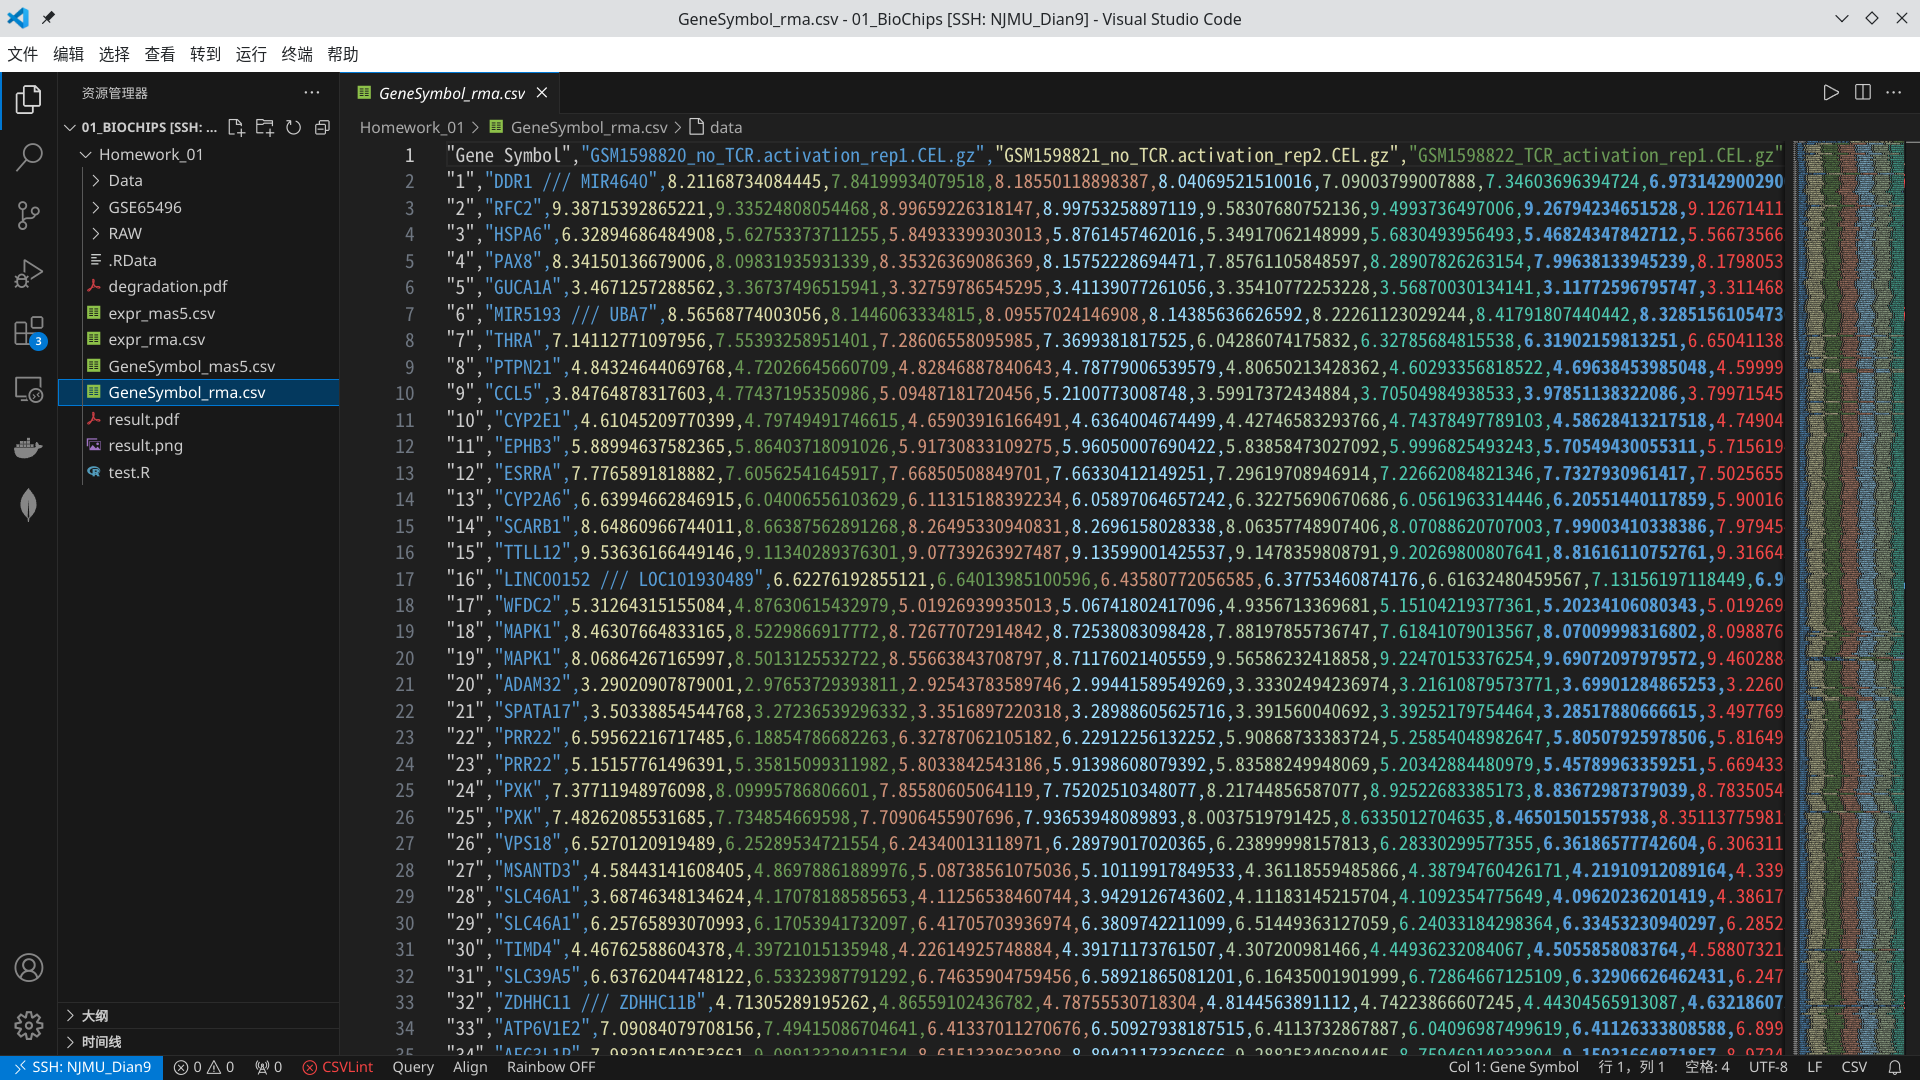 GeneSymbol_rma.csv - 01_BioChips [SSH: NJMU_Dian9] - Visual Studio Code
文件 编辑 选择 查看 转到 运行 终端 帮助
资源管理器
01_BIOCHIPS [SSH: ...
Homework_01
Data
GSE65496
RAW
.RData
degradation.pdf
expr_mas5.csv
expr_rma.csv
GeneSymbol_mas5.csv
GeneSymbol_rma.csv
result.pdf
result.png
test.R
3
大纲
时间线
GeneSymbol_rma.csv
Homework_01 > GeneSymbol_rma.csv > data
1 "Gene Symbol","GSM1598820_no_TCR.activation_rep1.CEL.gz","GSM1598821_no_TCR.activation_rep2.CEL.gz","GSM1598822_TCR_activation_rep1.CEL.gz"
2 "1","DDR1 /// MIR4640",8.21168734084445,7.84199934079518,8.18550118898387,8.04069521510016,7.09003799007888,7.34603696394724,6.973142900290
3 "2","RFC2",9.38715392865221,9.33524808054468,8.99659226318147,8.99753258897119,9.58307680752136,9.4993736497006,9.26794234651528,9.12671411
4 "3","HSPA6",6.32894686484908,5.62753373711255,5.84933399303013,5.8761457462016,5.34917062148999,5.6830493956493,5.46824347842712,5.56673566
5 "4","PAX8",8.34150136679006,8.09831935931339,8.35326369086369,8.15752228694471,7.85761105848597,8.28907826263154,7.99638133945239,8.1798053
6 "5","GUCA1A",3.4671257288562,3.36737496515941,3.32759786545295,3.41139077261056,3.35410772253228,3.56870030134141,3.11772596795747,3.311468
7 "6","MIR5193 /// UBA7",8.56568774003056,8.1446063334815,8.09557024146908,8.14385636626592,8.22261123029244,8.41791807440442,8.3285156105473
8 "7","THRA",7.14112771097956,7.55393258951401,7.28606558095985,7.3699381817525,6.04286074175832,6.32785684815538,6.31902159813251,6.65041138
9 "8","PTPN21",4.84324644069768,4.72026645660709,4.82846887840643,4.78779006539579,4.80650213428362,4.60293356818522,4.69638453985048,4.59999
10 "9","CCL5",3.84764878317603,4.77437195350986,5.0948718172045​6,5.2100773008748,3.59917372434884,3.70504984938533,3.97851138322086,3.79971545
11 "10","CYP2E1",4.61045209770399,4.79749491746615,4.65903916166491,4.6364004674499,4.42746583293766,4.74378497789103,4.58628413217518,4.74904
12 "11","EPHB3",5.88994637582365,5.86403718091026,5.91730833109275,5.96050007690422,5.83858473027092,5.9996825493243,5.70549430055311,5.715619
13 "12","ESRRA",7.7765891818882,7.60562541645917,7.66850508849701,7.66330412149251,7.29619708946914,7.22662084821346,7.7327930961417,7.5025655
14 "13","CYP2A6",6.63994662846915,6.04006556103629,6.11315188392234,6.05897064657242,6.32275690670686,6.0561963314446,6.20551440117859,5.90016
15 "14","SCARB1",8.64860966744011,8.66387562891268,8.26495330940831,8.2696158028338,8.06357748907406,8.07088620707003,7.99003410338386,7.97945
16 "15","TTLL12",9.53636166449146,9.11340289376301,9.07739263927487,9.13599001425537,9.1478359808791,9.20269800807641,8.81616110752761,9.31664
17 "16","LINC00152 /// LOC101930489",6.62276192855121,6.64013985100596,6.43580772056585,6.37753460874176,6.61632480459567,7.13156197118449,6.9
18 "17","WFDC2",5.31264315155084,4.87630615432979,5.01926939935013,5.06741802417096,4.9356713369681,5.15104219377361,5.20234106080343,5.019269
19 "18","MAPK1",8.46307664833165,8.5229866917772,8.72677072914842,8.72538083098428,7.88197855736747,7.61841079013567,8.07009998316802,8.098876
20 "19","MAPK1",8.06864267165997,8.5013125532722,8.55663843708797,8.71176021405559,9.56586232418858,9.22470153376254,9.69072097979572,9.460288
21 "20","ADAM32",3.29020907879001,2.97653729393811,2.92543783589746,2.99441589549269,3.33302494236974,3.21610879573771,3.69901284865253,3.2260
22 "21","SPATA17",3.50338854544768,3.27236539296332,3.3516897220318,3.28988605625716,3.391560040692,3.39252179754464,3.28517880666615,3.497769
23 "22","PRR22",6.59562216717485,6.18854786682263,6.32787062105182,6.22912256132252,5.90868733383724,5.25854048982647,5.80507925978506,5.81649
24 "23","PRR22",5.15157761496391,5.35815099311982,5.8033842543186,5.91398608079392,5.83588249948069,5.20342884480979,5.45789963359251,5.669433
25 "24","PXK",7.37711948976098,8.09995786806601,7.85580605064119,7.75202510348077,8.21744856587077,8.92522683385173,8.83672987379039,8.7835054
26 "25","PXK",7.48262085531685,7.734854669598,7.70906455907696,7.93653948089893,8.0037519791425,8.6335012704635,8.46501501557938,8.35113775981
27 "26","VPS18",6.5270120919489,6.25289534721554,6.24340013118971,6.28979017020365,6.23899998157813,6.28330299577355,6.36186577742604,6.306311
28 "27","MSANTD3",4.58443141608405,4.86978861889976,5.08738561075036,5.10119917849533,4.36118559485866,4.38794760426171,4.21910912089164,4.339
29 "28","SLC46A1",3.68746348134624,4.17078188585653,4.11256538460744,3.9429126743602,4.11183145215704,4.1092354775649,4.09620236201419,4.38617
30 "29","SLC46A1",6.25765893070993,6.17053941732097,6.41705703936974,6.3809742211099,6.51449363127059,6.24033184298364,6.33453230940297,6.2852
31 "30","TIMD4",4.46762588604378,4.39721015135948,4.22614925748884,4.39171173761507,4.307200981466,4.44936232084067,4.5055858083764,4.58807321
32 "31","SLC39A5",6.63762044748122,6.53323987791292,6.74635904759456,6.58921865081201,6.16435001901999,6.72864667125109,6.32906626462431,6.247
33 "32","ZDHHC11 /// ZDHHC11B",4.71305289195262,4.86559102436782,4.78755530718304,4.8144563891112,4.74223866607245,4.44304565913087,4.63218607
34 "33","ATP6V1E2",7.09084079708156,7.49415086704641,6.41337011270676,6.50927938187515,6.4113732867887,6.04096987499619,6.41126333808588,6.899
SSH: NJMU_Dian9 0 0 0 CSVLint Query Align Rainbow OFF Col 1: Gene Symbol 行 1，列 1 空格: 4 UTF-8 LF CSV